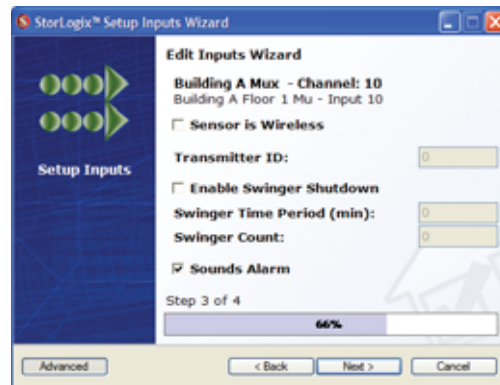 StorLogix™ Setup Inputs Wizard
Edit Inputs Wizard
Building A Mux - Channel: 10
Building A Floor 1 Mu - Input 10
Sensor is Wireless
Transmitter ID: 0
Setup Inputs
Enable Swinger Shutdown
Swinger Time Period (min): 0
Swinger Count: 0
Sounds Alarm
Step 3 of 4
66%
Advanced
< Back
Next >
Cancel